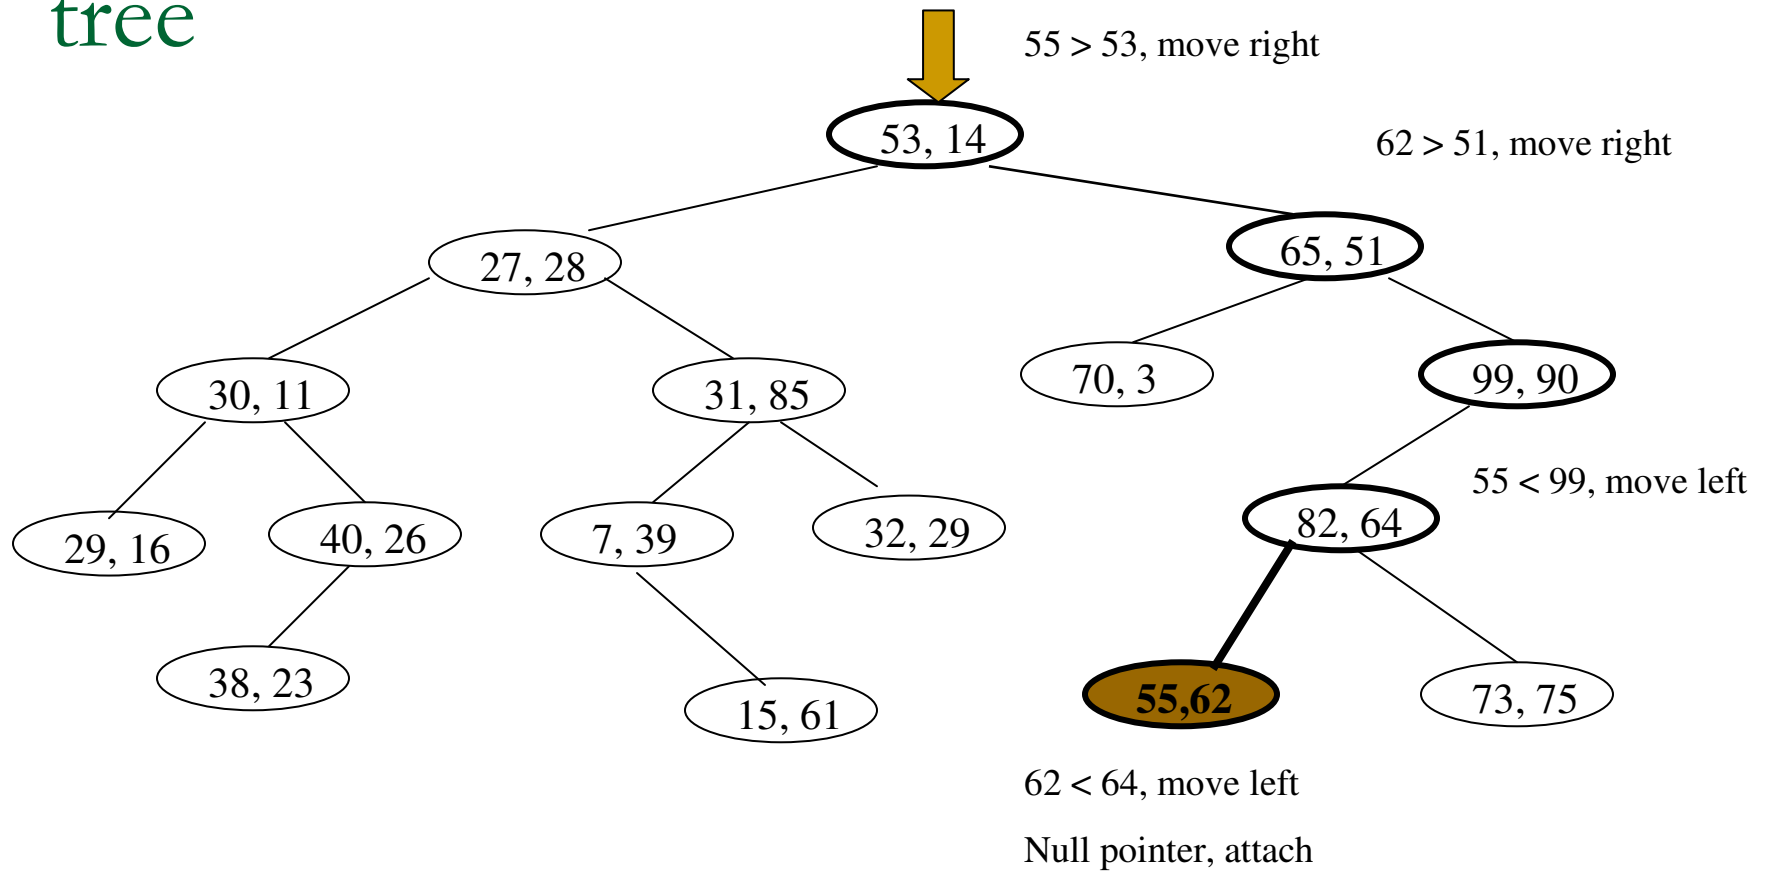 tree
55 > 53, move right
53, 14
62 > 51, move right
27, 28
65, 51
30, 11
31, 85
70, 3
99, 90
55 < 99, move left
29, 16
40, 26
7, 39
32, 29
82, 64
38, 23
15, 61
55,62
73, 75
62 < 64, move left
Null pointer, attach